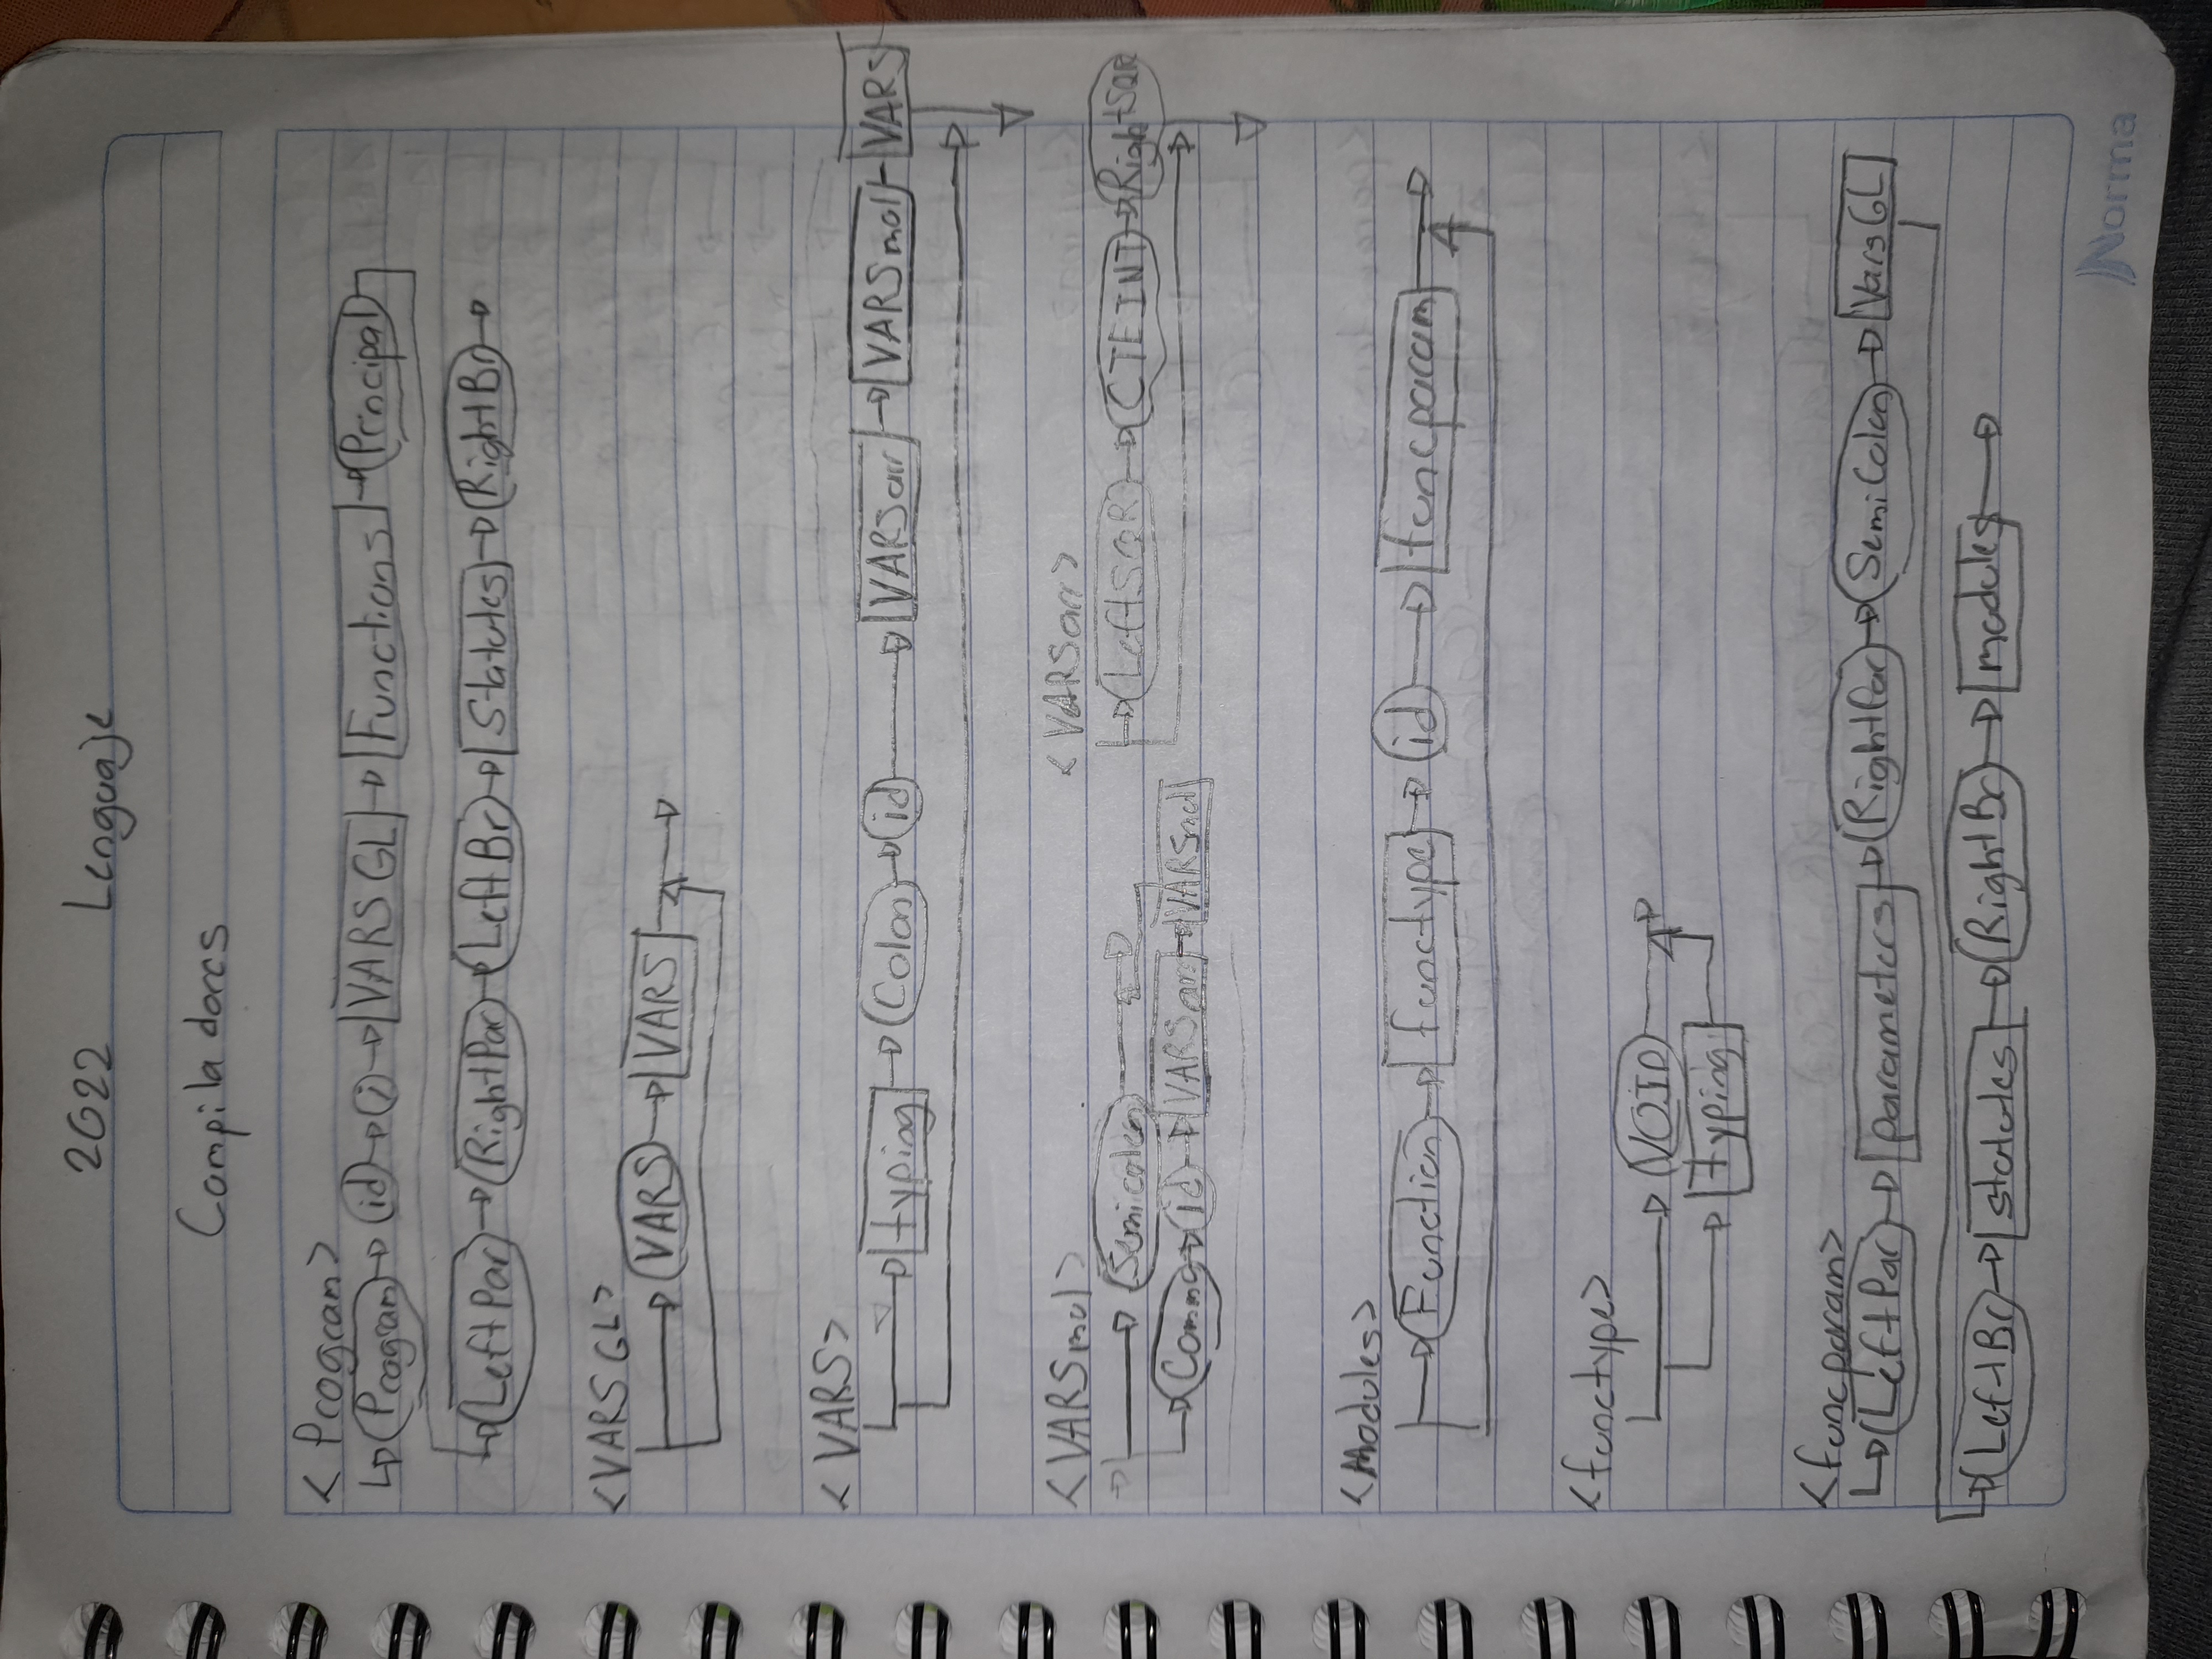 2022 Lenguaje
Compiladores
<Program>
Program id ; VARS GL Functions Principal
LeftPar RightPar LeftBr Statutes RightBr
<VARS GL>
VARS VARS
<VARS>
typing Colon id VARSarr VARSmul VARS
<VARSmul> <VARSarr>
Semicolon LeftSQR CTEINT RightSQR
Comma id VARSarr VARSmul
<Modules>
Function functype id funcparam
<functype>
VOID
typing
<funcparam>
LeftPar parameters RightPar SemiColon VarsGL
LeftBr statutes RightBr modules
Norma